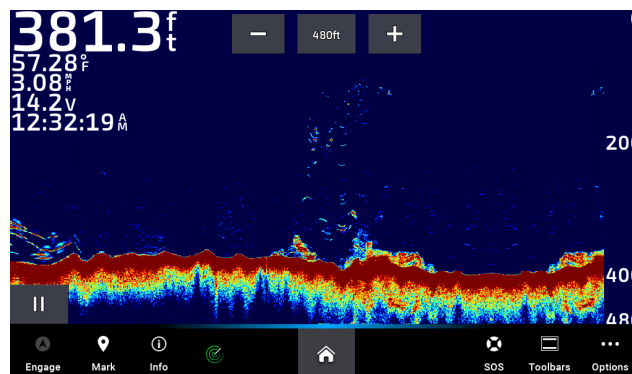 381.3 ft
− 480ft +
57.28°F
3.08 MPH
14.2 V
12:32:19 AM
200
400
480
Engage Mark Info SOS Toolbars Options